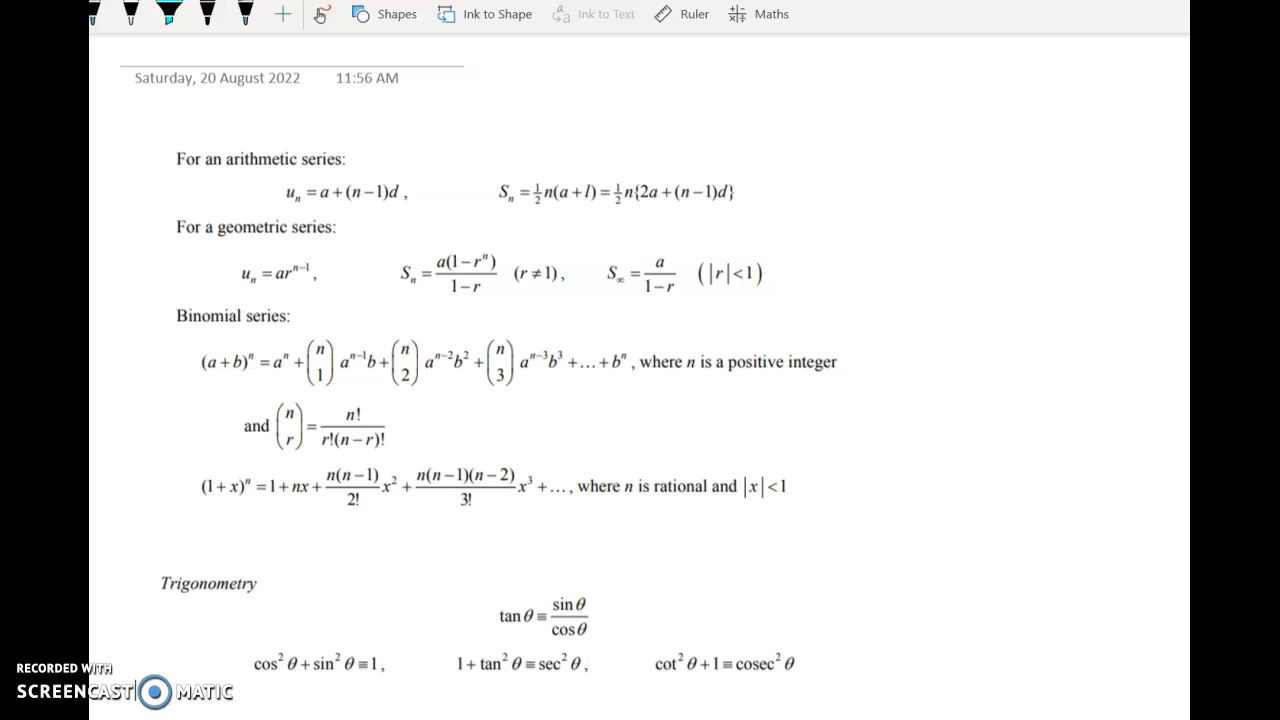 Shapes Ink to Shape Ink to Text Ruler Maths
Saturday, 20 August 2022 11:56 AM
For an arithmetic series:
uₙ = a + (n − 1)d , Sₙ = ½n(a + l) = ½n{2a + (n − 1)d}
For a geometric series:
uₙ = arⁿ⁻¹ , Sₙ = a(1 − rⁿ)/(1 − r) (r ≠ 1) , S∞ = a/(1 − r) (|r| < 1)
Binomial series:
(a + b)ⁿ = aⁿ + (n 1) aⁿ⁻¹b + (n 2) aⁿ⁻²b² + (n 3) aⁿ⁻³b³ + … + bⁿ , where n is a positive integer
and (n r) = n!/(r!(n − r)!)
(1 + x)ⁿ = 1 + nx + n(n − 1)/2! x² + n(n − 1)(n − 2)/3! x³ + … , where n is rational and |x| < 1
Trigonometry
tan θ ≡ sin θ/cos θ
cos² θ + sin² θ ≡ 1 , 1 + tan² θ ≡ sec² θ , cot² θ + 1 ≡ cosec² θ
RECORDED WITH
SCREENCAST MATIC